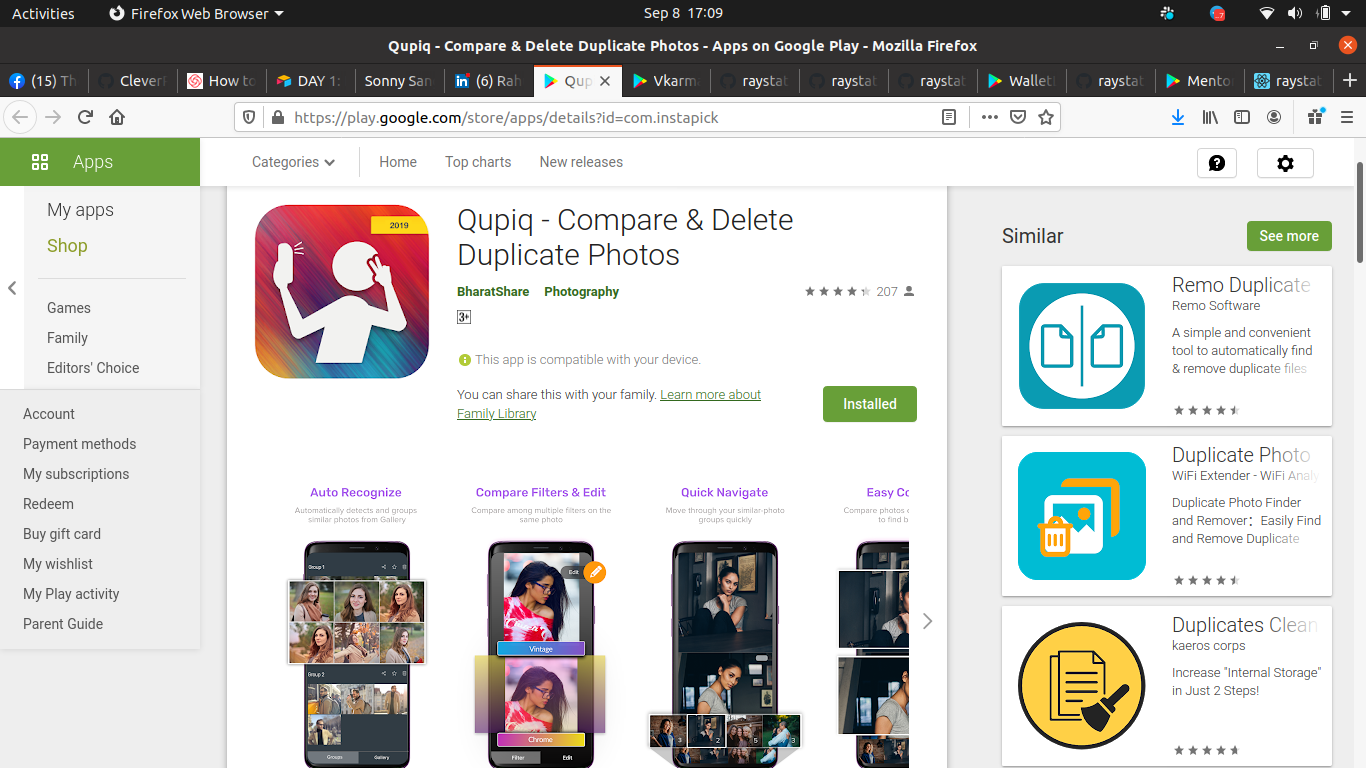 Activities
Firefox Web Browser
Sep 8 17:09
Qupiq - Compare & Delete Duplicate Photos - Apps on Google Play - Mozilla Firefox
(15) Th
CleverF
How to
DAY 1:
Sonny San
(6) Rah
Qup
Vkarm
raystat
raystat
raystat
Wallet
raystat
Mento
raystat
https://play.google.com/store/apps/details?id=com.instapick
Apps
Categories
Home
Top charts
New releases
My apps
Shop
Games
Family
Editors' Choice
Account
Payment methods
My subscriptions
Redeem
Buy gift card
My wishlist
My Play activity
Parent Guide
2019
Qupiq - Compare & Delete
Duplicate Photos
BharatShare
Photography
207
3+
This app is compatible with your device.
You can share this with your family. Learn more about
Family Library
Installed
Auto Recognize
Automatically detects and groups
similar photos from Gallery
Group 1
Group 2
Groups
Gallery
Compare Filters & Edit
Compare among multiple filters on the
same photo
Edit
Vintage
Chrome
Filter
Edit
Quick Navigate
Move through your similar-photo
groups quickly
3
2
5
3
Easy Co
Compare photos
to find b
Similar
See more
Remo Duplicate
Remo Software
A simple and convenient
tool to automatically find
& remove duplicate files
Duplicate Photo
WiFi Extender - WiFi Analy
Duplicate Photo Finder
and Remover：Easily Find
and Remove Duplicate
Duplicates Clean
kaeros corps
Increase "Internal Storage"
in Just 2 Steps!